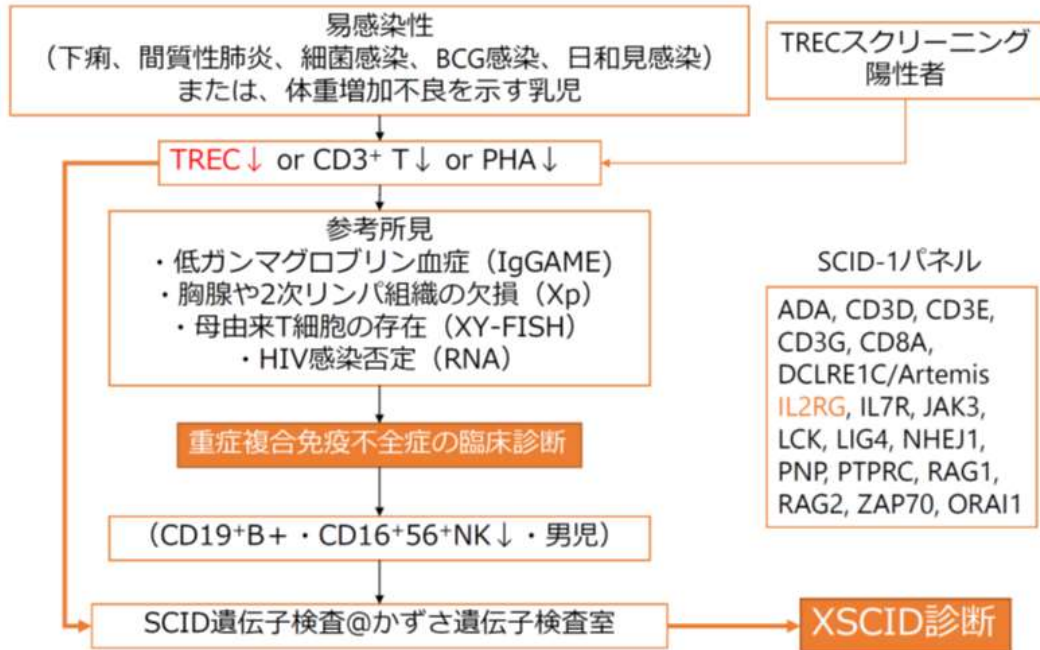 易感染性
（下痢、間質性肺炎、細菌感染、BCG感染、日和見感染）
または、体重増加不良を示す乳児
TRECスクリーニング
陽性者
TREC↓ or CD3⁺ T↓ or PHA↓
参考所見
・低ガンマグロブリン血症（IgGAME)
・胸腺や2次リンパ組織の欠損（Xp）
・母由来T細胞の存在（XY-FISH）
・HIV感染否定（RNA）
重症複合免疫不全症の臨床診断
（CD19⁺B＋・CD16⁺56⁺NK↓・男児）
SCID遺伝子検査@かずさ遺伝子検査室
XSCID診断
SCID-1パネル
ADA, CD3D, CD3E,
CD3G, CD8A,
DCLRE1C/Artemis
IL2RG, IL7R, JAK3,
LCK, LIG4, NHEJ1,
PNP, PTPRC, RAG1,
RAG2, ZAP70, ORAI1